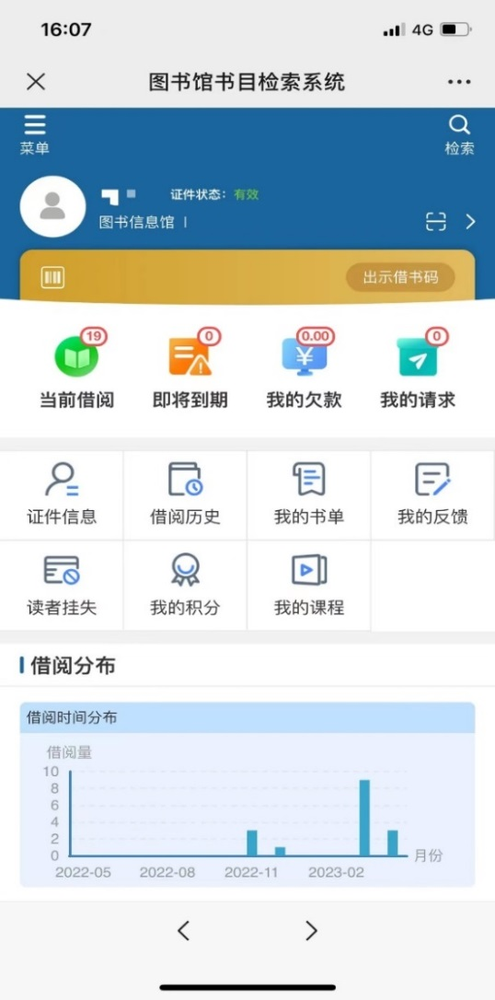 16:07
4G
图书馆书目检索系统
菜单
检索
证件状态：有效
图书信息馆
出示借书码
19
0
0.00
0
当前借阅
即将到期
我的欠款
我的请求
证件信息
借阅历史
我的书单
我的反馈
读者挂失
我的积分
我的课程
借阅分布
借阅时间分布
借阅量
10
8
6
4
2
0
月份
2022-05
2022-08
2022-11
2023-02